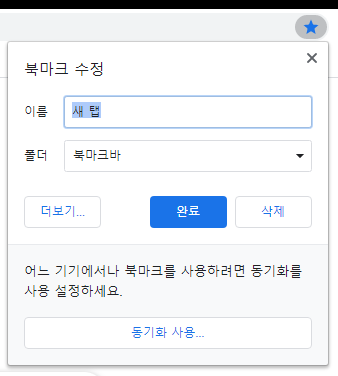 북마크 수정
이름 새 탭
폴더 북마크바
더보기... 완료 삭제
어느 기기에서나 북마크를 사용하려면 동기화를
사용 설정하세요.
동기화 사용...